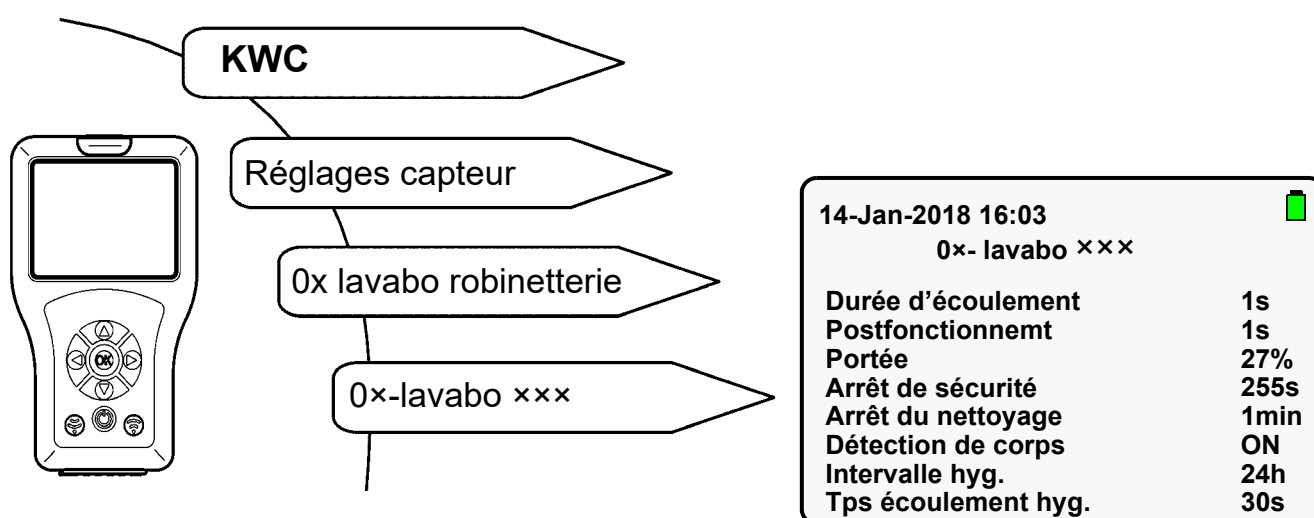 KWC
Réglages capteur
0x lavabo robinetterie
0×-lavabo ×××
OK
14-Jan-2018 16:03
0×- lavabo ×××
Durée d’écoulement 1s
Postfonctionnemt 1s
Portée 27%
Arrêt de sécurité 255s
Arrêt du nettoyage 1min
Détection de corps ON
Intervalle hyg. 24h
Tps écoulement hyg. 30s